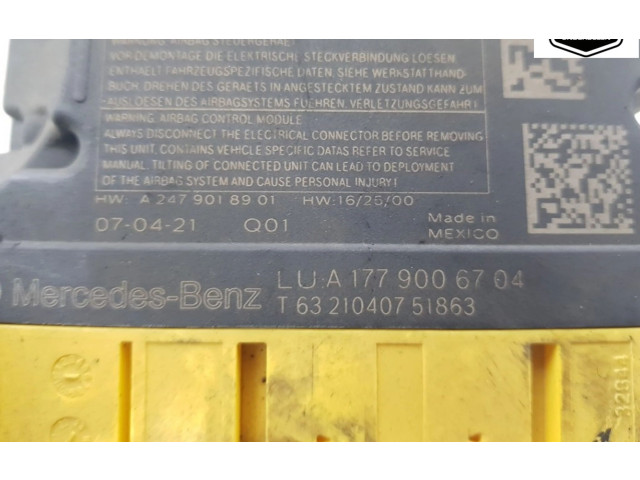 WARNUNG, AIRBAG STEUERGERÄT
VOR DEMONTAGE DIE ELEKTRISCHE STECKVERBINDUNG LOESEN.
ENTHAELT FAHRZEUGSPEZIFISCHE DATEN, SIEHE WERKSTATTHAND-
BUCH, DREHEN DES GERAETS IN ANGESTECKTEM ZUSTAND KANN ZUM
AUSLOESEN DES AIRBAGSYSTEMS FUEHREN, VERLETZUNGSGEFAHR!
WARNING, AIRBAG CONTROL MODULE
ALWAYS DISCONNECT THE ELECTRICAL CONNECTOR BEFORE REMOVING
THIS UNIT. CONTAINS VEHICLE SPECIFIC DATAS REFER TO SERVICE
MANUAL. TILTING OF CONNECTED UNIT CAN LEAD TO DEPLOYMENT
OF THE AIRBAG SYSTEM AND CAUSE PERSONAL INJURY!
HW: A 247 901 89 01 HW:16/25/00
07-04-21 Q01 Made in
MEXICO
Mercedes-Benz LU:A 177 900 67 04
T 63 210407 51863